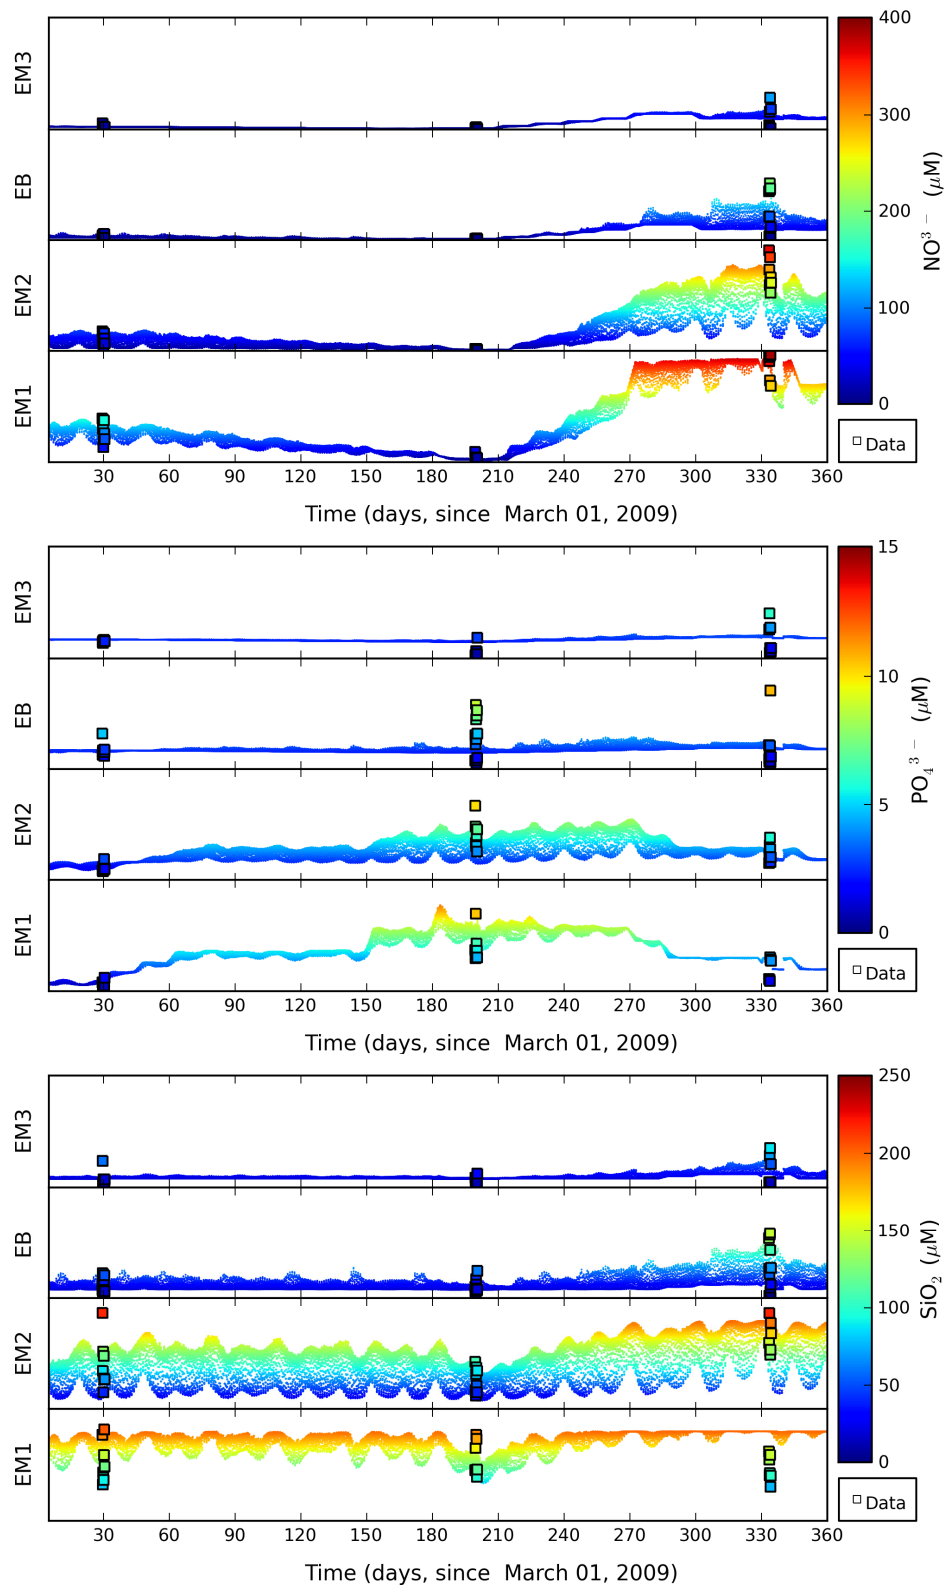 EM3
EB
EM2
EM1
30 60 90 120 150 180 210 240 270 300 330 360
Time (days, since March 01, 2009)
400
300
200
100
0
NO³⁻ (μM)
Data
EM3
EB
EM2
EM1
30 60 90 120 150 180 210 240 270 300 330 360
Time (days, since March 01, 2009)
15
10
5
0
PO₄³⁻ (μM)
Data
EM3
EB
EM2
EM1
30 60 90 120 150 180 210 240 270 300 330 360
Time (days, since March 01, 2009)
250
200
150
100
50
0
SiO₂ (μM)
Data